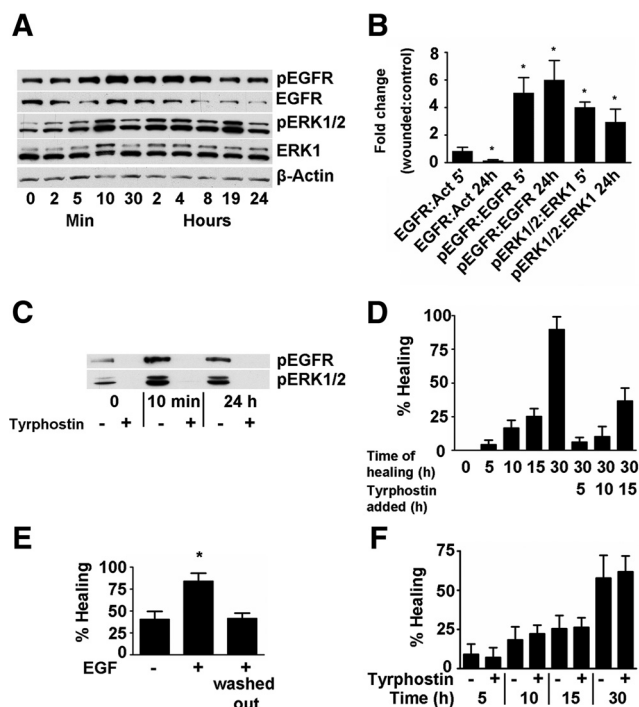 A
pEGFR
EGFR
pERK1/2
ERK1
β-Actin
0 2 5 10 30 2 4 8 19 24
Min Hours
B
Fold change
(wounded:control)
8
6
4
2
0
* * * * *
EGFR:Act 5'
EGFR:Act 24h
pEGFR:EGFR 5'
pEGFR:EGFR 24h
pERK1/2:ERK1 5'
pERK1/2:ERK1 24h
C
pEGFR
pERK1/2
0 10 min 24 h
Tyrphostin - + - + - +
D
% Healing
100
75
50
25
0
Time of
healing (h) 0 5 10 15 30 30 30 30
Tyrphostin
added (h) 5 10 15
E
% Healing
100
75
50
25
0
*
EGF - + +
washed
out
F
% Healing
75
50
25
0
Tyrphostin - + - + - + - +
Time (h) 5 10 15 30